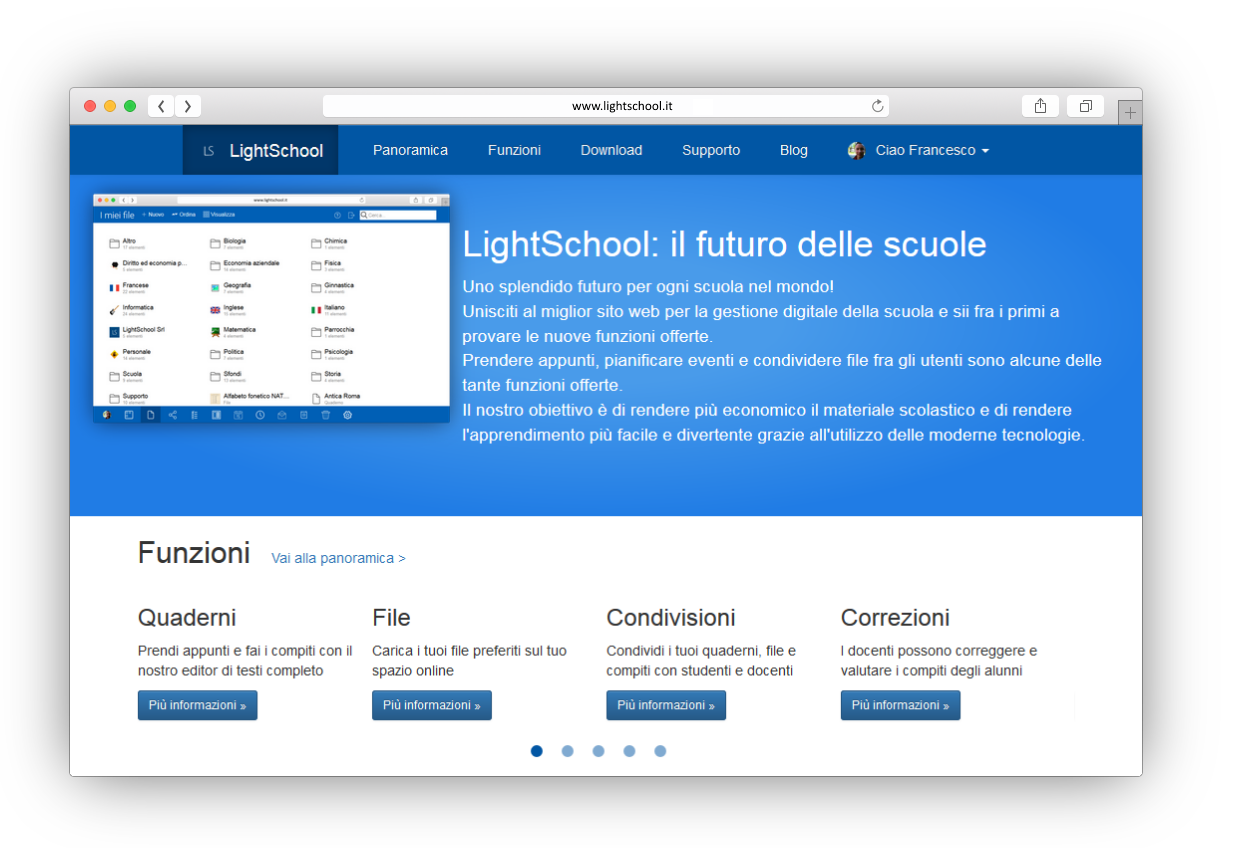 www.lightschool.it
LS LightSchool Panoramica Funzioni Download Supporto Blog Ciao Francesco
www.lightschool.it
I miei file Nuovo Ordina Visualizza Cerca...
Altro Biologia Chimica
Diritto ed economia p... Economia aziendale Fisica
Francese Geografia Ginnastica
Informatica Inglese Italiano
LightSchool Srl Matematica Parrocchia
Personale Politica Psicologia
Scuola Sfondi Storia
Supporto Alfabeto fonetico NAT... Antica Roma
LightSchool: il futuro delle scuole
Uno splendido futuro per ogni scuola nel mondo!
Unisciti al miglior sito web per la gestione digitale della scuola e sii fra i primi a
provare le nuove funzioni offerte.
Prendere appunti, pianificare eventi e condividere file fra gli utenti sono alcune delle
tante funzioni offerte.
Il nostro obiettivo è di rendere più economico il materiale scolastico e di rendere
l'apprendimento più facile e divertente grazie all'utilizzo delle moderne tecnologie.
Funzioni Vai alla panoramica >
Quaderni
Prendi appunti e fai i compiti con il
nostro editor di testi completo
Più informazioni »
File
Carica i tuoi file preferiti sul tuo
spazio online
Più informazioni »
Condivisioni
Condividi i tuoi quaderni, file e
compiti con studenti e docenti
Più informazioni »
Correzioni
I docenti possono correggere e
valutare i compiti degli alunni
Più informazioni »